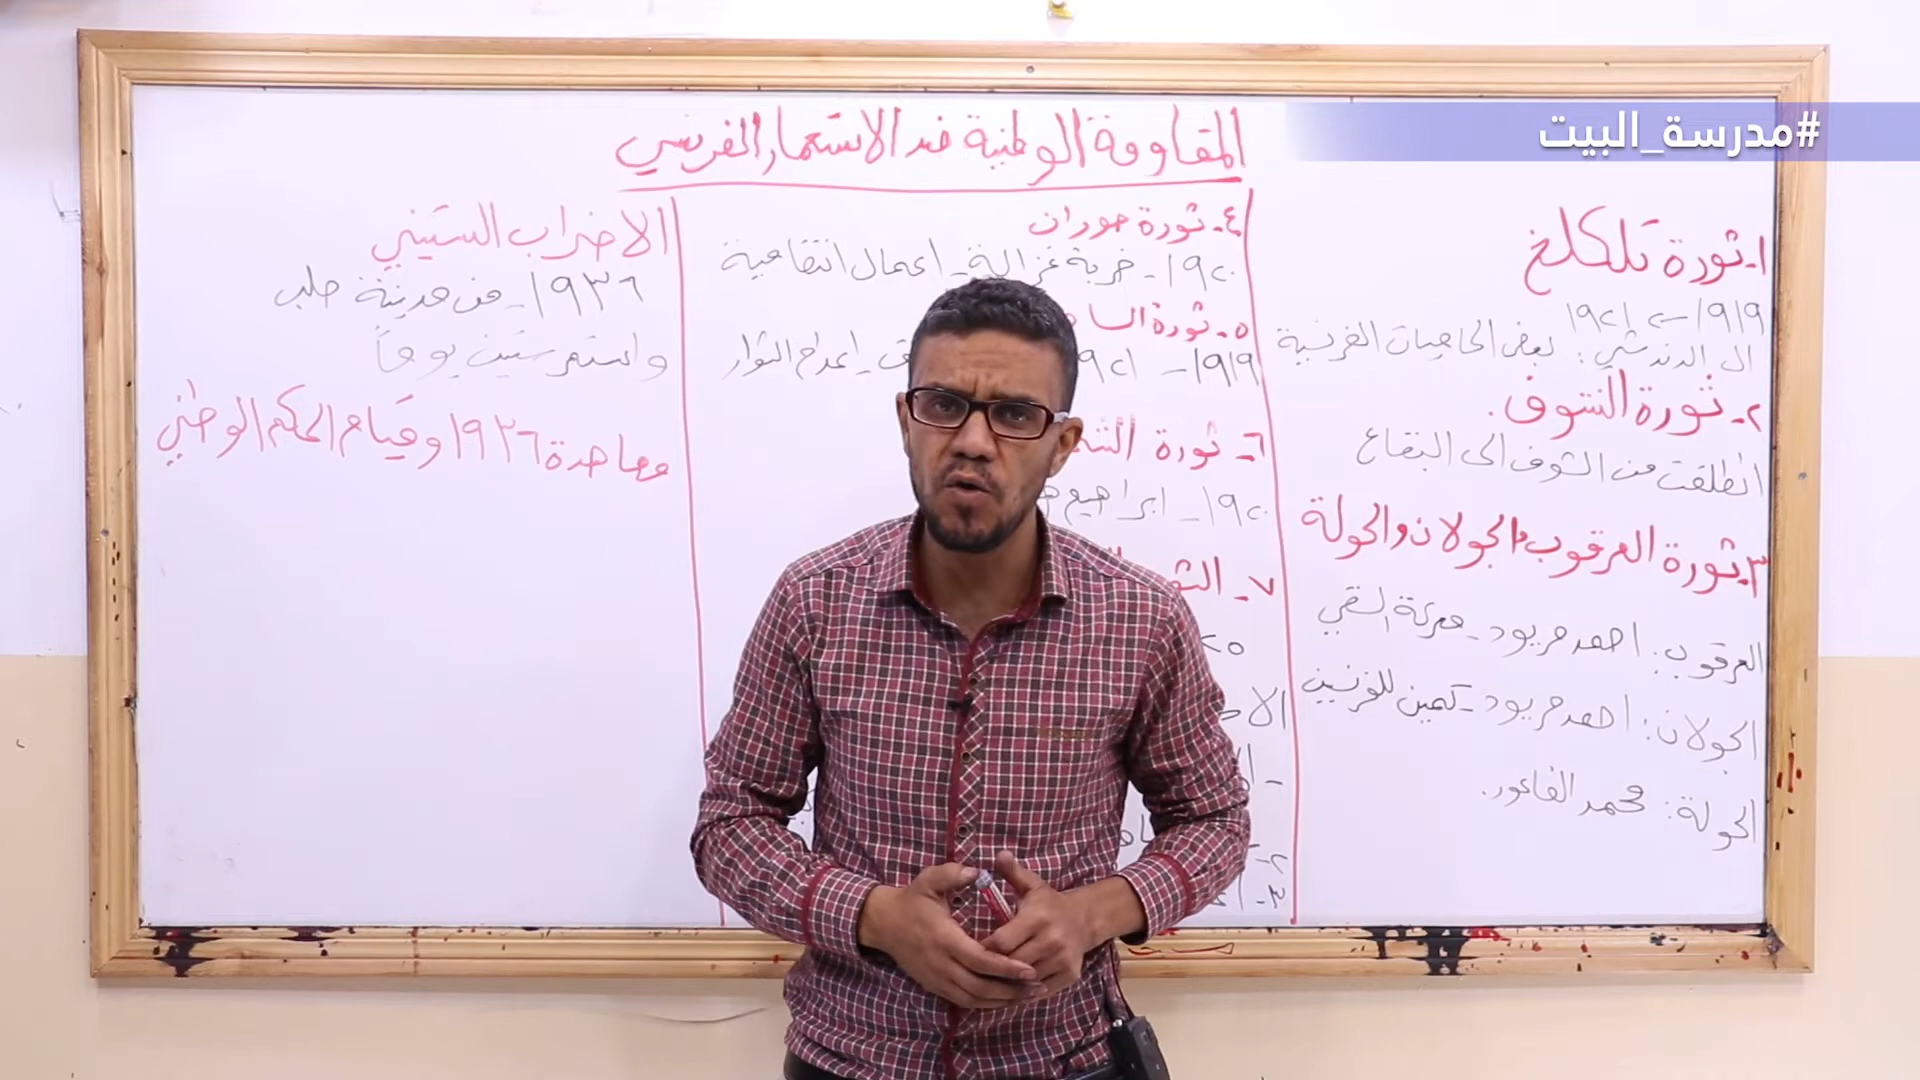 #مدرسة_البيت
المقاومة الوطنية ضد الاستعمار الفرنسي
١- ثورة تلكلخ
١٩١٩ ← ١٩٢١
ال الدندشي: بعض الحاميات الفرنسية
٢- ثورة الشوف.
انطلقت من الشوف الى البقاع
٣- ثورة العرقوب والجولان والحولة
العرقوب: احمد مريود - معركة السقي
الجولان: احمد مريود - كمين للفرنسيين
الحولة: محمد الفاعور.
٤- ثورة حوران
١٩٢٠ - خربة غزالة - اعمال انتقامية
٥- ثورة السا
١٩١٩ - ١٩٢١ إعدام الثوار
٦- ثورة
١٩٢٠ - ابراهيم
٧-
الاضراب الستيني
١٩٣٦ - من مدينة حلب
واستمر ستين يوماً
معاهدة ١٩٣٦ وقيام الحكم الوطني